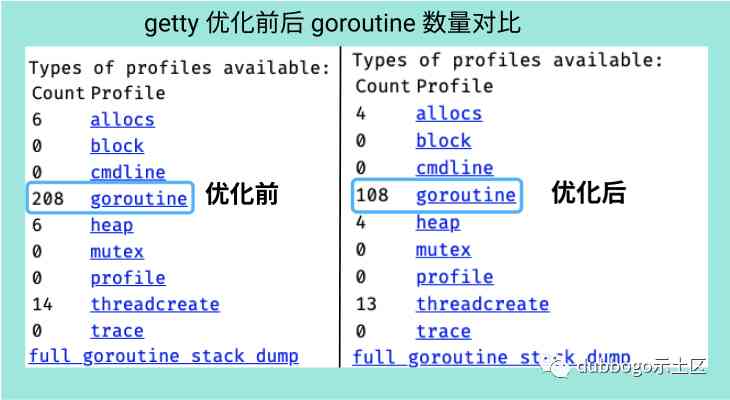 getty 优化前后 goroutine 数量对比
Types of profiles available:
Count Profile
6 allocs
0 block
0 cmdline
208 goroutine
优化前
6 heap
0 mutex
0 profile
14 threadcreate
0 trace
full goroutine stack dump
Types of profiles available:
Count Profile
4 allocs
0 block
0 cmdline
108 goroutine
优化后
4 heap
0 mutex
0 profile
13 threadcreate
0 trace
full goroutine stack dump
dubbogo示土区